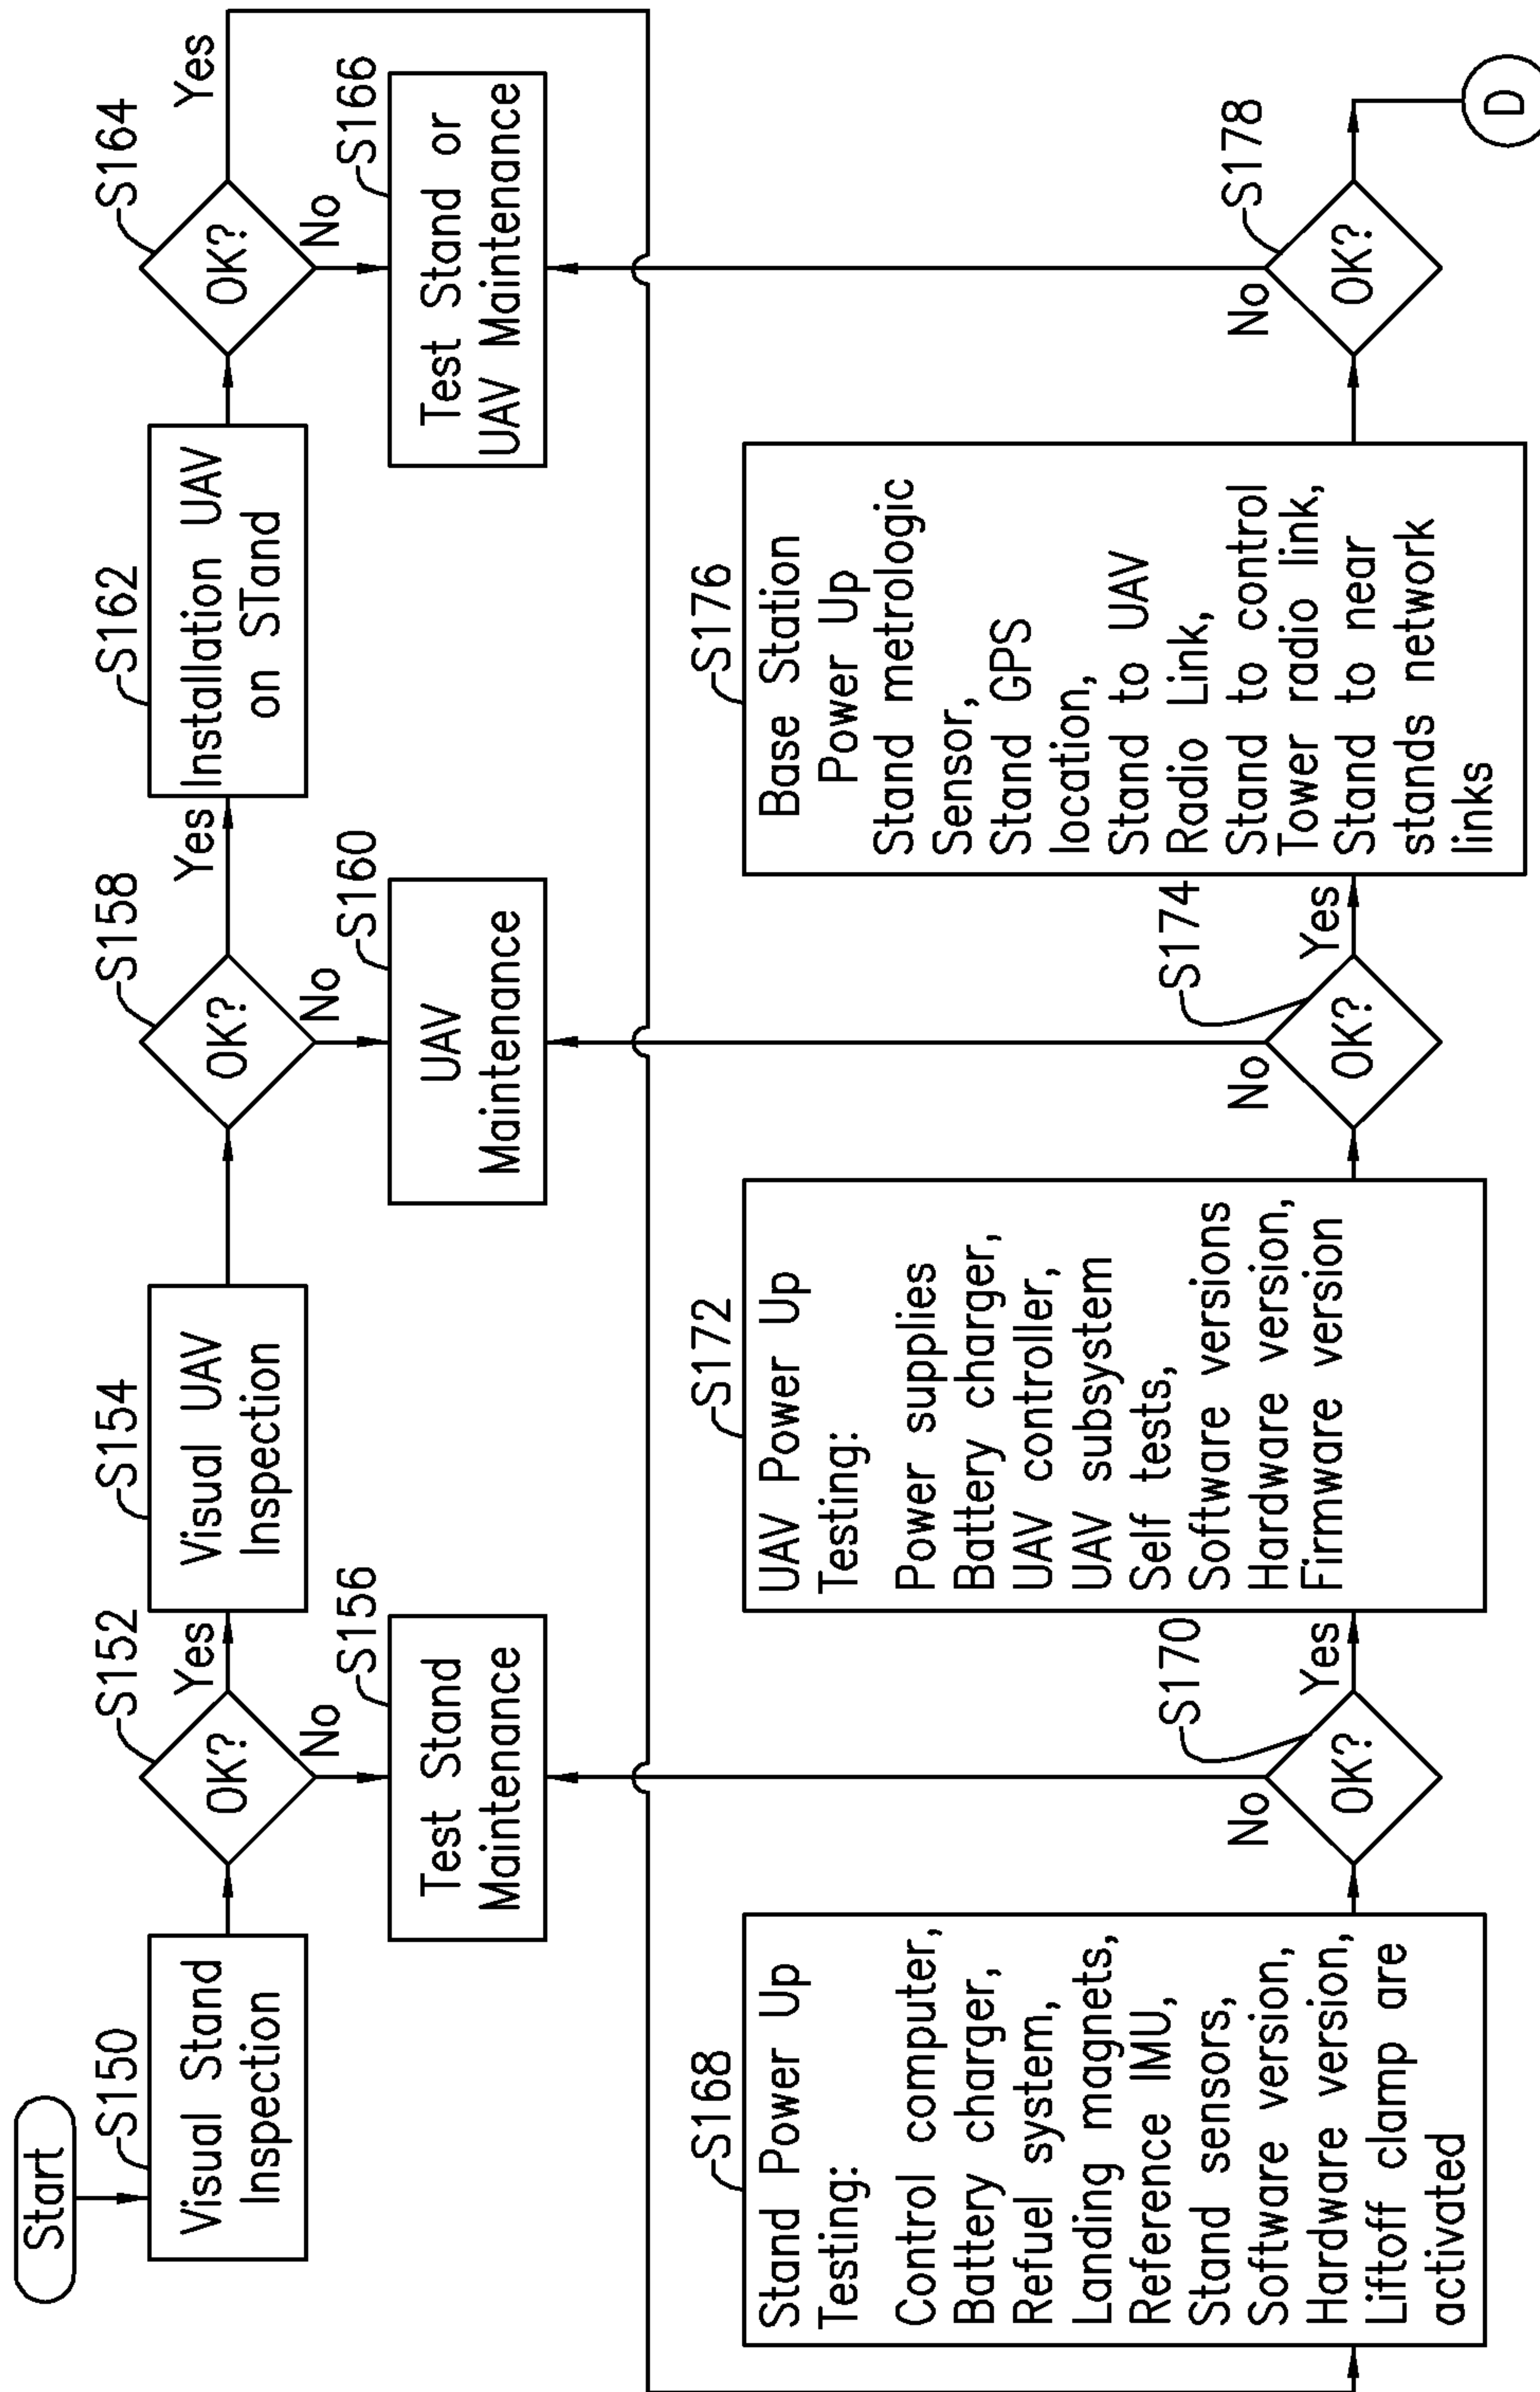 Start
S150
Visual Stand
Inspection
S152
OK?
Yes
No
S154
Visual UAV
Inspection
S156
Test Stand
Maintenance
S158
OK?
Yes
No
S160
UAV
Maintenance
S162
Installation UAV
on STand
S164
OK?
Yes
No
S166
Test Stand or
UAV Maintenance
S168
Stand Power Up
Testing:
Control computer,
Battery charger,
Refuel system,
Landing magnets,
Reference IMU,
Stand sensors,
Software version,
Hardware version,
Liftoff clamp are
activated
S170
OK?
No
Yes
S172
UAV Power Up
Testing:
Power supplies
Battery charger,
UAV controller,
UAV subsystem
Self tests,
Software versions
Hardware version,
Firmware version
S174
OK?
No
Yes
S176
Base Station
Power Up
Stand metrologic
Sensor,
Stand GPS
location,
Stand to UAV
Radio Link,
Stand to control
Tower radio link,
Stand to near
stands network
links
S178
OK?
No
D